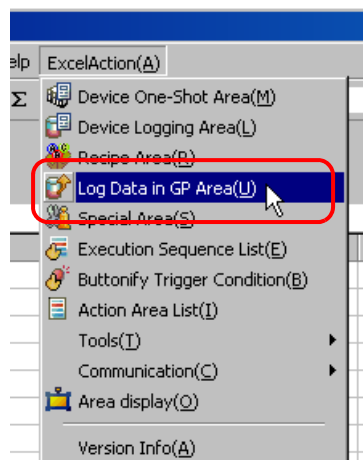 elp ExcelAction(A)
Σ Device One-Shot Area(M)
Device Logging Area(L)
Recipe Area(R)
Log Data in GP Area(U)
Special Area(S)
Execution Sequence List(E)
Buttonify Trigger Condition(B)
Action Area List(I)
Tools(T)
Communication(C)
Area display(O)
Version Info(A)